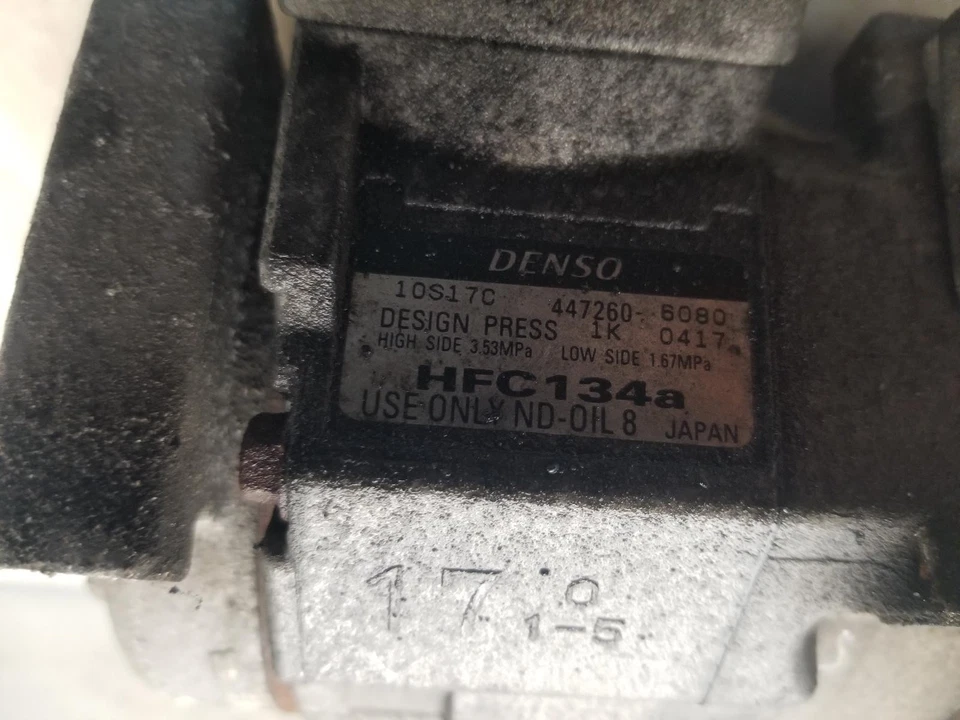 DENSO
10S17C 447260-6080
DESIGN PRESS 1K 0417
HIGH SIDE 3.53MPa LOW SIDE 1.67MPa
HFC134a
USE ONLY ND-OIL 8 JAPAN
17 0
1-5